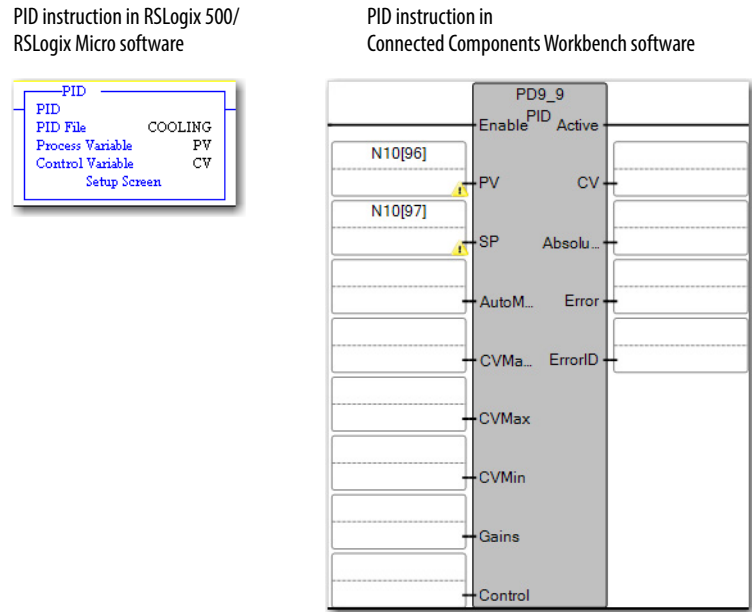 PID instruction in RSLogix 500/
RSLogix Micro software
PID instruction in
Connected Components Workbench software
PID
PID
PID File COOLING
Process Variable PV
Control Variable CV
Setup Screen
PD9_9
PID
Enable Active
N10[96]
PV CV
N10[97]
SP Absolu...
AutoM... Error
CVMa... ErrorID
CVMax
CVMin
Gains
Control